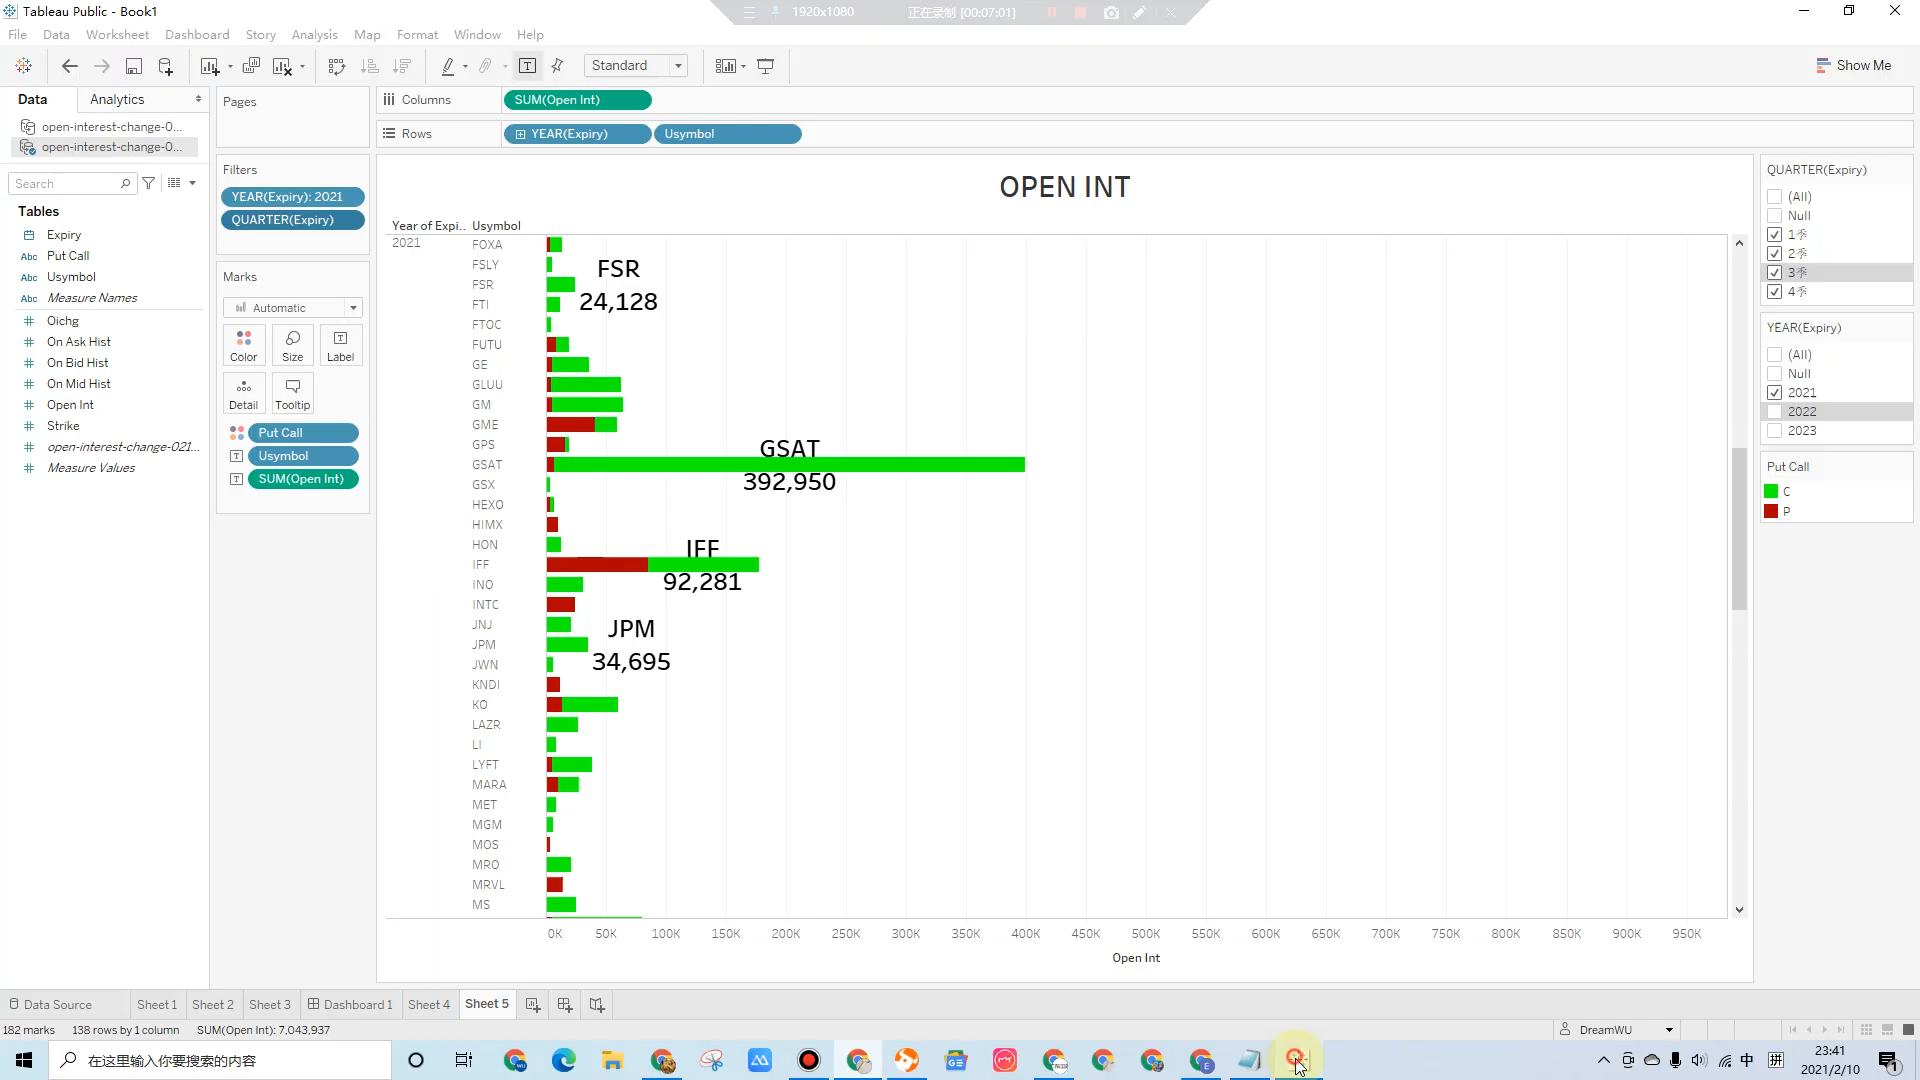 Tableau Public - Book1
1920x1080
正在录制 [00:07:01]
File Data Worksheet Dashboard Story Analysis Map Format Window Help
Standard
Show Me
Data
Analytics
open-interest-change-0...
open-interest-change-0...
Search
Tables
Expiry
Abc Put Call
Abc Usymbol
Abc Measure Names
# Oichg
# On Ask Hist
# On Bid Hist
# On Mid Hist
# Open Int
# Strike
# open-interest-change-021...
# Measure Values
Pages
Filters
YEAR(Expiry): 2021
QUARTER(Expiry)
Marks
Automatic
Color Size Label
Detail Tooltip
Put Call
Usymbol
SUM(Open Int)
Columns
SUM(Open Int)
Rows
YEAR(Expiry)
Usymbol
OPEN INT
Year of Expi.. Usymbol
2021
FOXA
FSLY
FSR
FTI
FTOC
FUTU
GE
GLUU
GM
GME
GPS
GSAT
GSX
HEXO
HIMX
HON
IFF
INO
INTC
JNJ
JPM
JWN
KNDI
KO
LAZR
LI
LYFT
MARA
MET
MGM
MOS
MRO
MRVL
MS
FSR
24,128
GSAT
392,950
IFF
92,281
JPM
34,695
0K 50K 100K 150K 200K 250K 300K 350K 400K 450K 500K 550K 600K 650K 700K 750K 800K 850K 900K 950K
Open Int
QUARTER(Expiry)
(All)
Null
1季
2季
3季
4季
YEAR(Expiry)
(All)
Null
2021
2022
2023
Put Call
C
P
Data Source
Sheet 1
Sheet 2
Sheet 3
Dashboard 1
Sheet 4
Sheet 5
182 marks
138 rows by 1 column
SUM(Open Int): 7,043,937
DreamWU
在这里输入你要搜索的内容
中
拼
23:41
2021/2/10
1